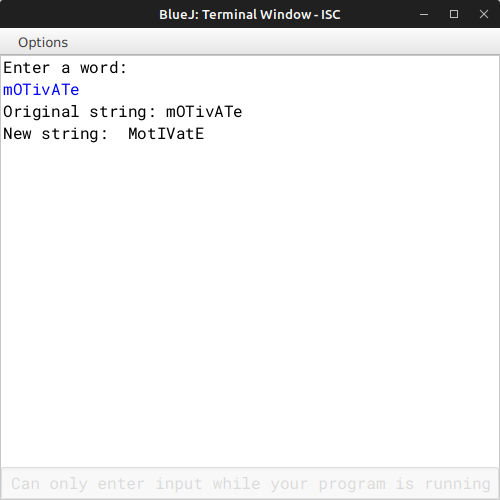 BlueJ: Terminal Window - ISC
Options
Enter a word:
mOTivATe
Original string: mOTivATe
New string:  MotIVatE
Can only enter input while your program is running